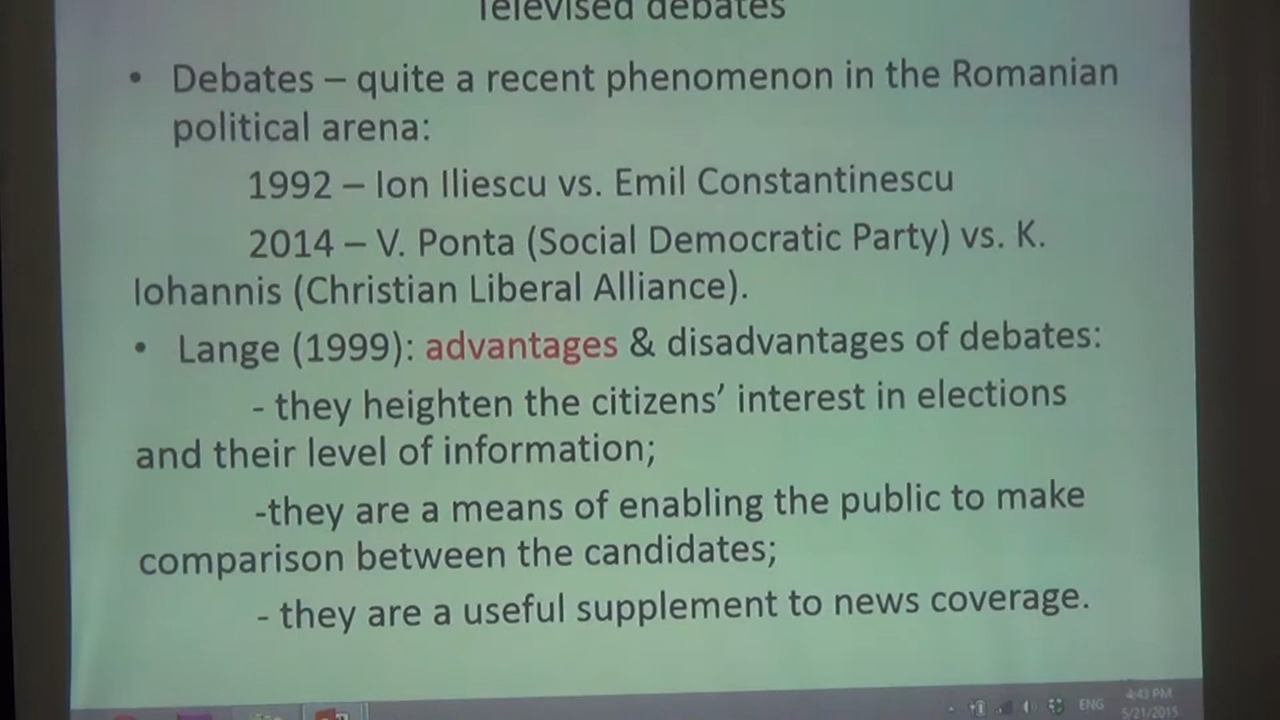 Televised debates
• Debates – quite a recent phenomenon in the Romanian
political arena:
1992 – Ion Iliescu vs. Emil Constantinescu
2014 – V. Ponta (Social Democratic Party) vs. K.
Iohannis (Christian Liberal Alliance).
• Lange (1999): advantages & disadvantages of debates:
- they heighten the citizens’ interest in elections
and their level of information;
-they are a means of enabling the public to make
comparison between the candidates;
- they are a useful supplement to news coverage.
ENG
4:43 PM
5/21/2015